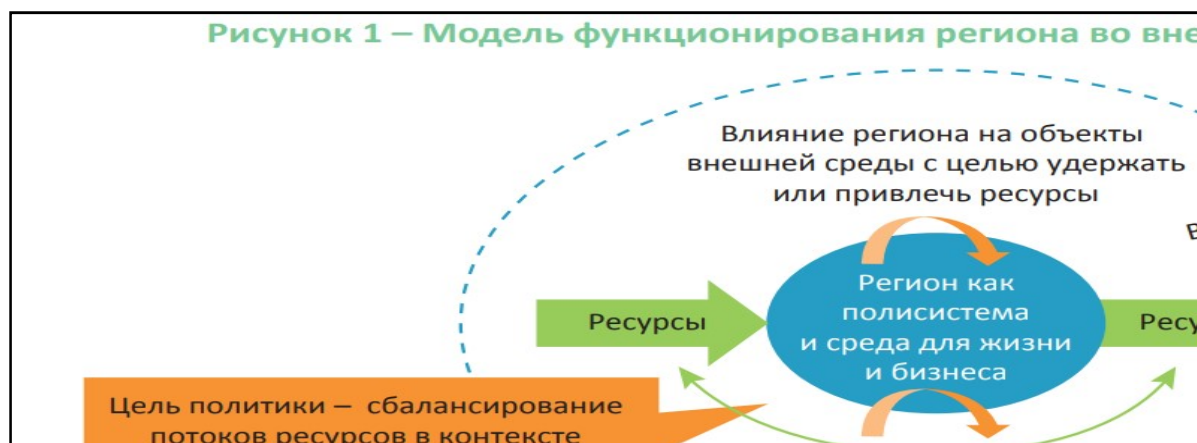 Рисунок 1 – Модель функционирования региона во вне
Влияние региона на объекты
внешней среды с целью удержать
или привлечь ресурсы
В
Регион как
полисистема
и среда для жизни
и бизнеса
Ресурсы
Ресу
Цель политики – сбалансирование
потоков ресурсов в контексте